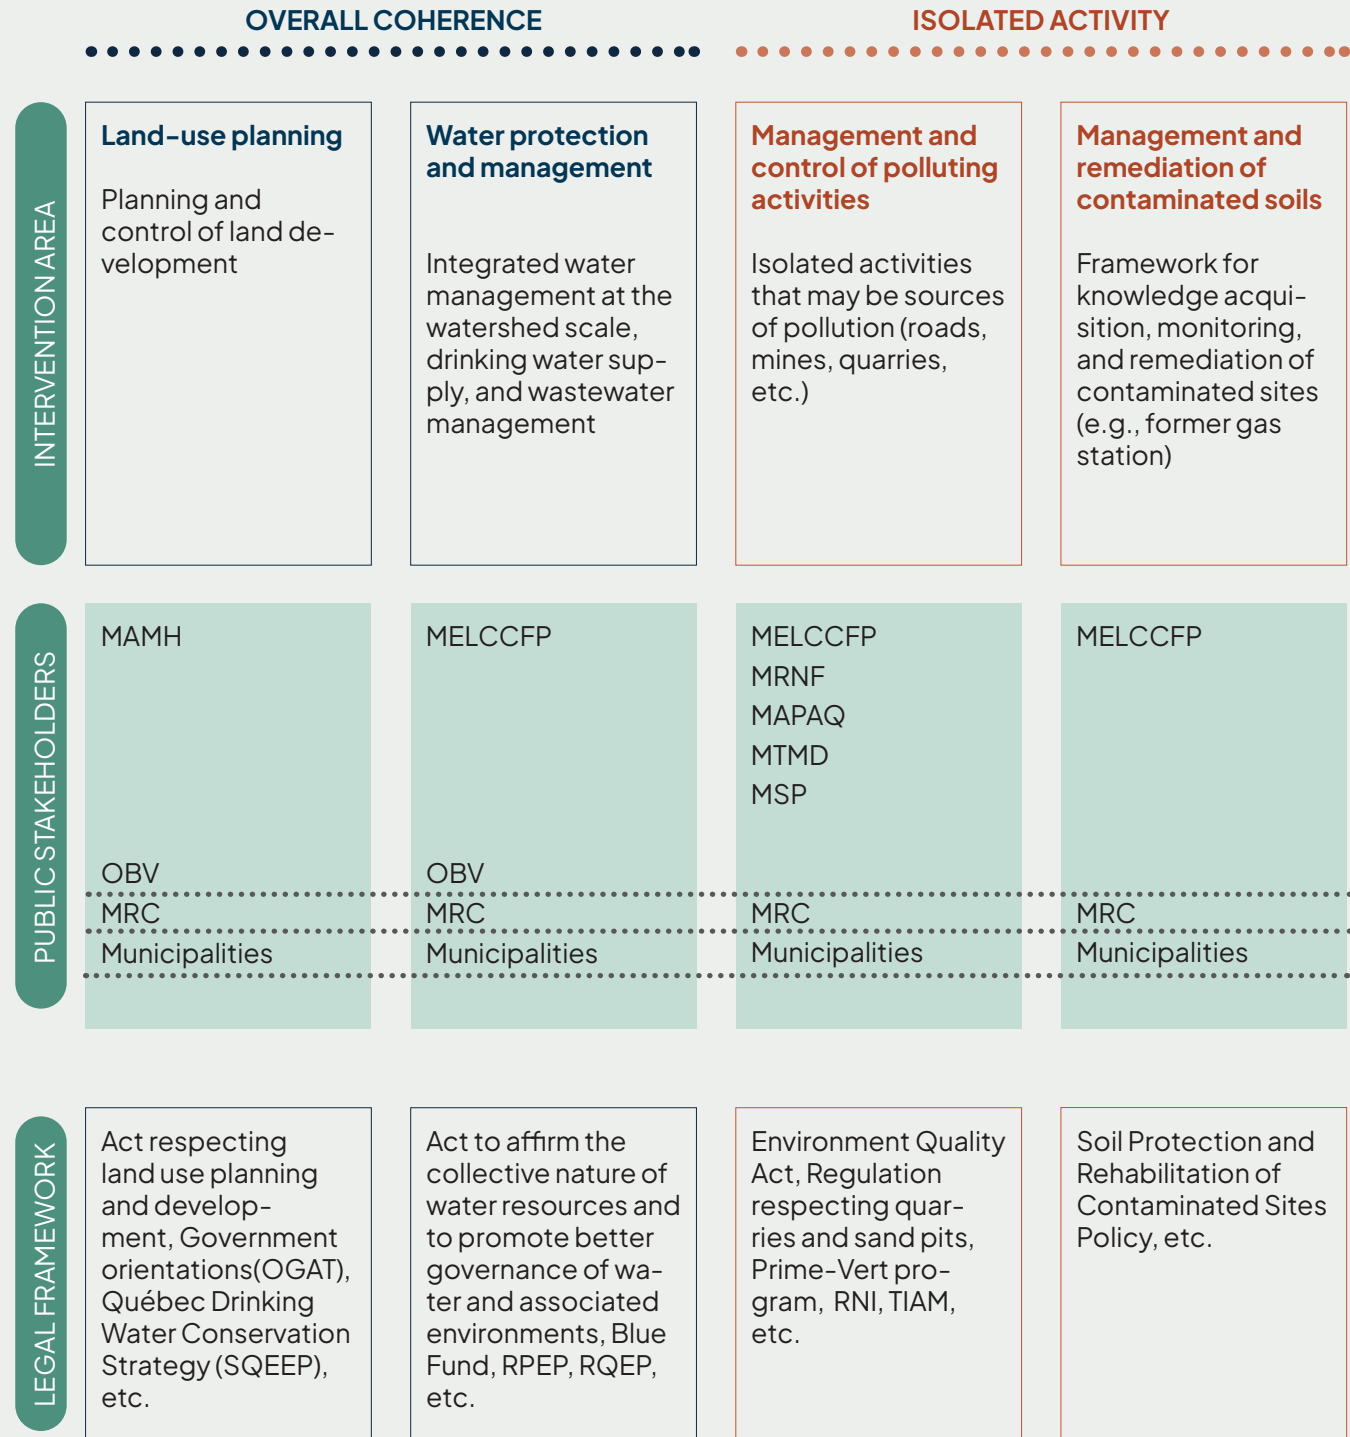 OVERALL COHERENCE
ISOLATED ACTIVITY
INTERVENTION AREA
Land-use planning
Planning and
control of land de-
velopment
Water protection
and management
Integrated water
management at the
watershed scale,
drinking water sup-
ply, and wastewater
management
Management and
control of polluting
activities
Isolated activities
that may be sources
of pollution (roads,
mines, quarries,
etc.)
Management and
remediation of
contaminated soils
Framework for
knowledge acqui-
sition, monitoring,
and remediation of
contaminated sites
(e.g., former gas
station)
PUBLIC STAKEHOLDERS
MAMH
OBV
MRC
Municipalities
MELCCFP
OBV
MRC
Municipalities
MELCCFP
MRNF
MAPAQ
MTMD
MSP
MRC
Municipalities
MELCCFP
MRC
Municipalities
LEGAL FRAMEWORK
Act respecting
land use planning
and develop-
ment, Government
orientations(OGAT),
Québec Drinking
Water Conservation
Strategy (SQEEP),
etc.
Act to affirm the
collective nature of
water resources and
to promote better
governance of wa-
ter and associated
environments, Blue
Fund, RPEP, RQEP,
etc.
Environment Quality
Act, Regulation
respecting quar-
ries and sand pits,
Prime-Vert pro-
gram, RNI, TIAM,
etc.
Soil Protection and
Rehabilitation of
Contaminated Sites
Policy, etc.